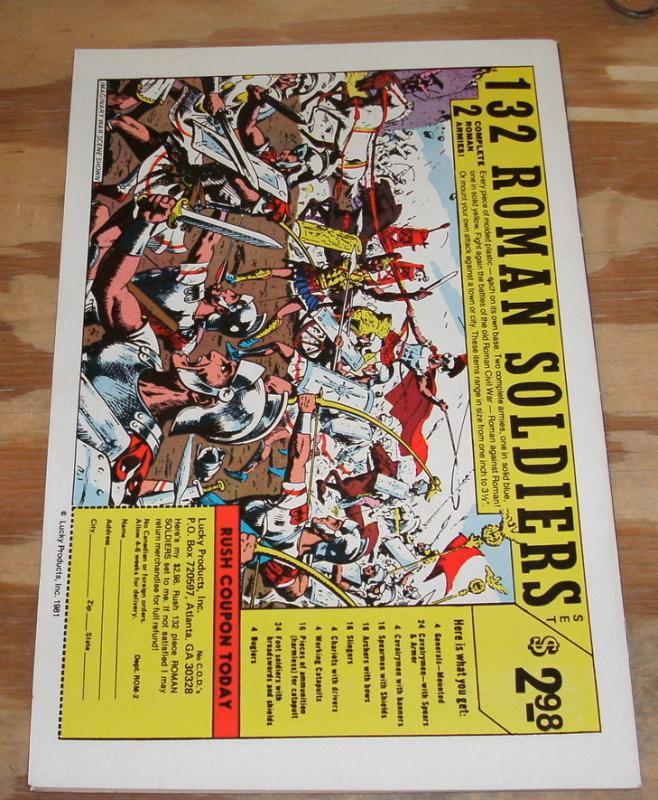 132 ROMAN SOLDIERS
SET
$2.98
2
COMPLETE
ROMAN
ARMIES!
Every piece of molded plastic — each on its own base. Two complete armies, one in solid blue,
one in solid yellow. Fight again the battles of the old Roman Civil War — Roman against Roman!
Or mount your own attack against a town or city. These items range in size from one inch to 3½".
IMAGINARY WAR SCENE SHOWN
Here is what you get:
4 Generals—Mounted
24 Cavalrymen—with Spears
& Armor
4 Cavalrymen with banners
16 Spearmen with Shields
16 Archers with bows
16 Slingers
4 Chariots with drivers
4 Working Catapults
16 Pieces of ammunition
(harmless) for catapult
24 Foot soldiers with
broadswords and shields
4 Buglers
RUSH COUPON TODAY
Lucky Products, Inc. No C.O.D.'s
P.O. Box 720597, Atlanta, GA 30328
Here's my $2.98. Rush 132 piece ROMAN
SOLDIERS set to me. If not satisfied I may
return merchandise for full refund!
No Canadian or foreign orders.
Allow 4-6 weeks for delivery. Dept. ROM-2
Name
Address
City Zip State
© Lucky Products, Inc. 1981